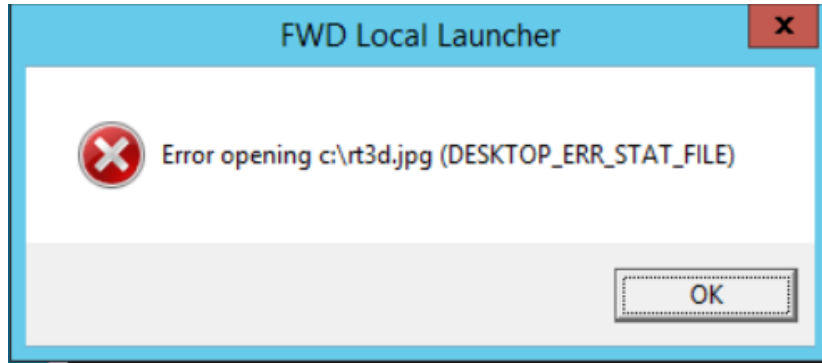 FWD Local Launcher
x
Error opening c:\rt3d.jpg (DESKTOP_ERR_STAT_FILE)
OK